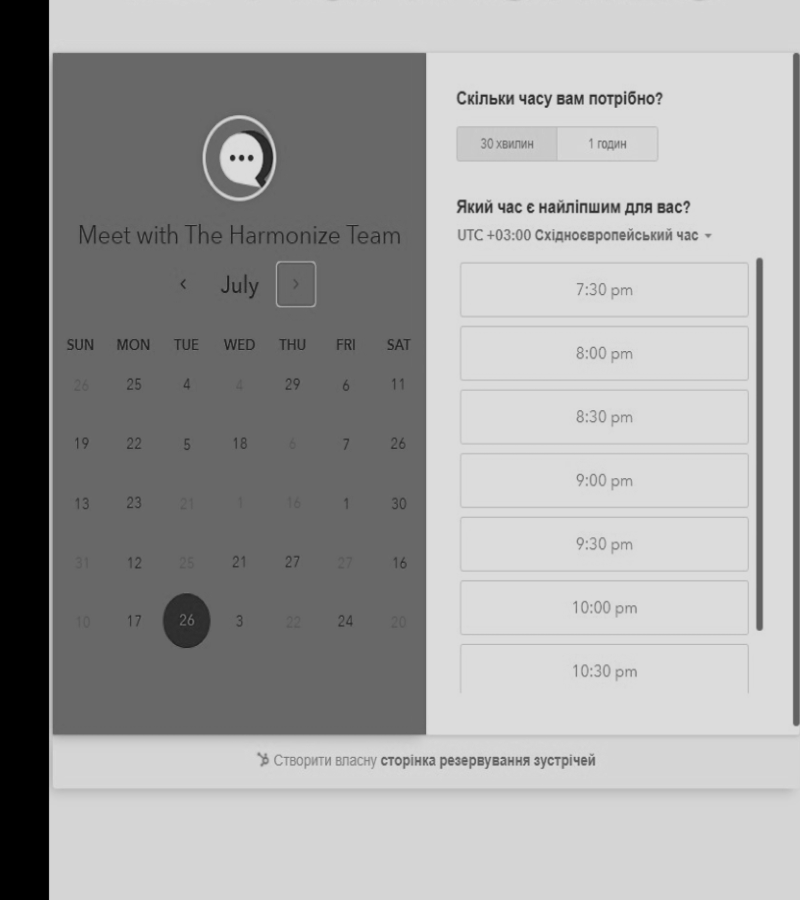 Meet with The Harmonize Team
July
SUN MON TUE WED THU FRI SAT
26 25 4 4 29 6 11
19 22 5 18 6 7 26
13 23 21 1 16 1 30
31 12 25 21 27 27 16
10 17 26 3 22 24 20
Скільки часу вам потрібно?
30 хвилин 1 годин
Який час є найліпшим для вас?
UTC +03:00 Східноєвропейський час
7:30 pm
8:00 pm
8:30 pm
9:00 pm
9:30 pm
10:00 pm
10:30 pm
Створити власну сторінка резервування зустрічей